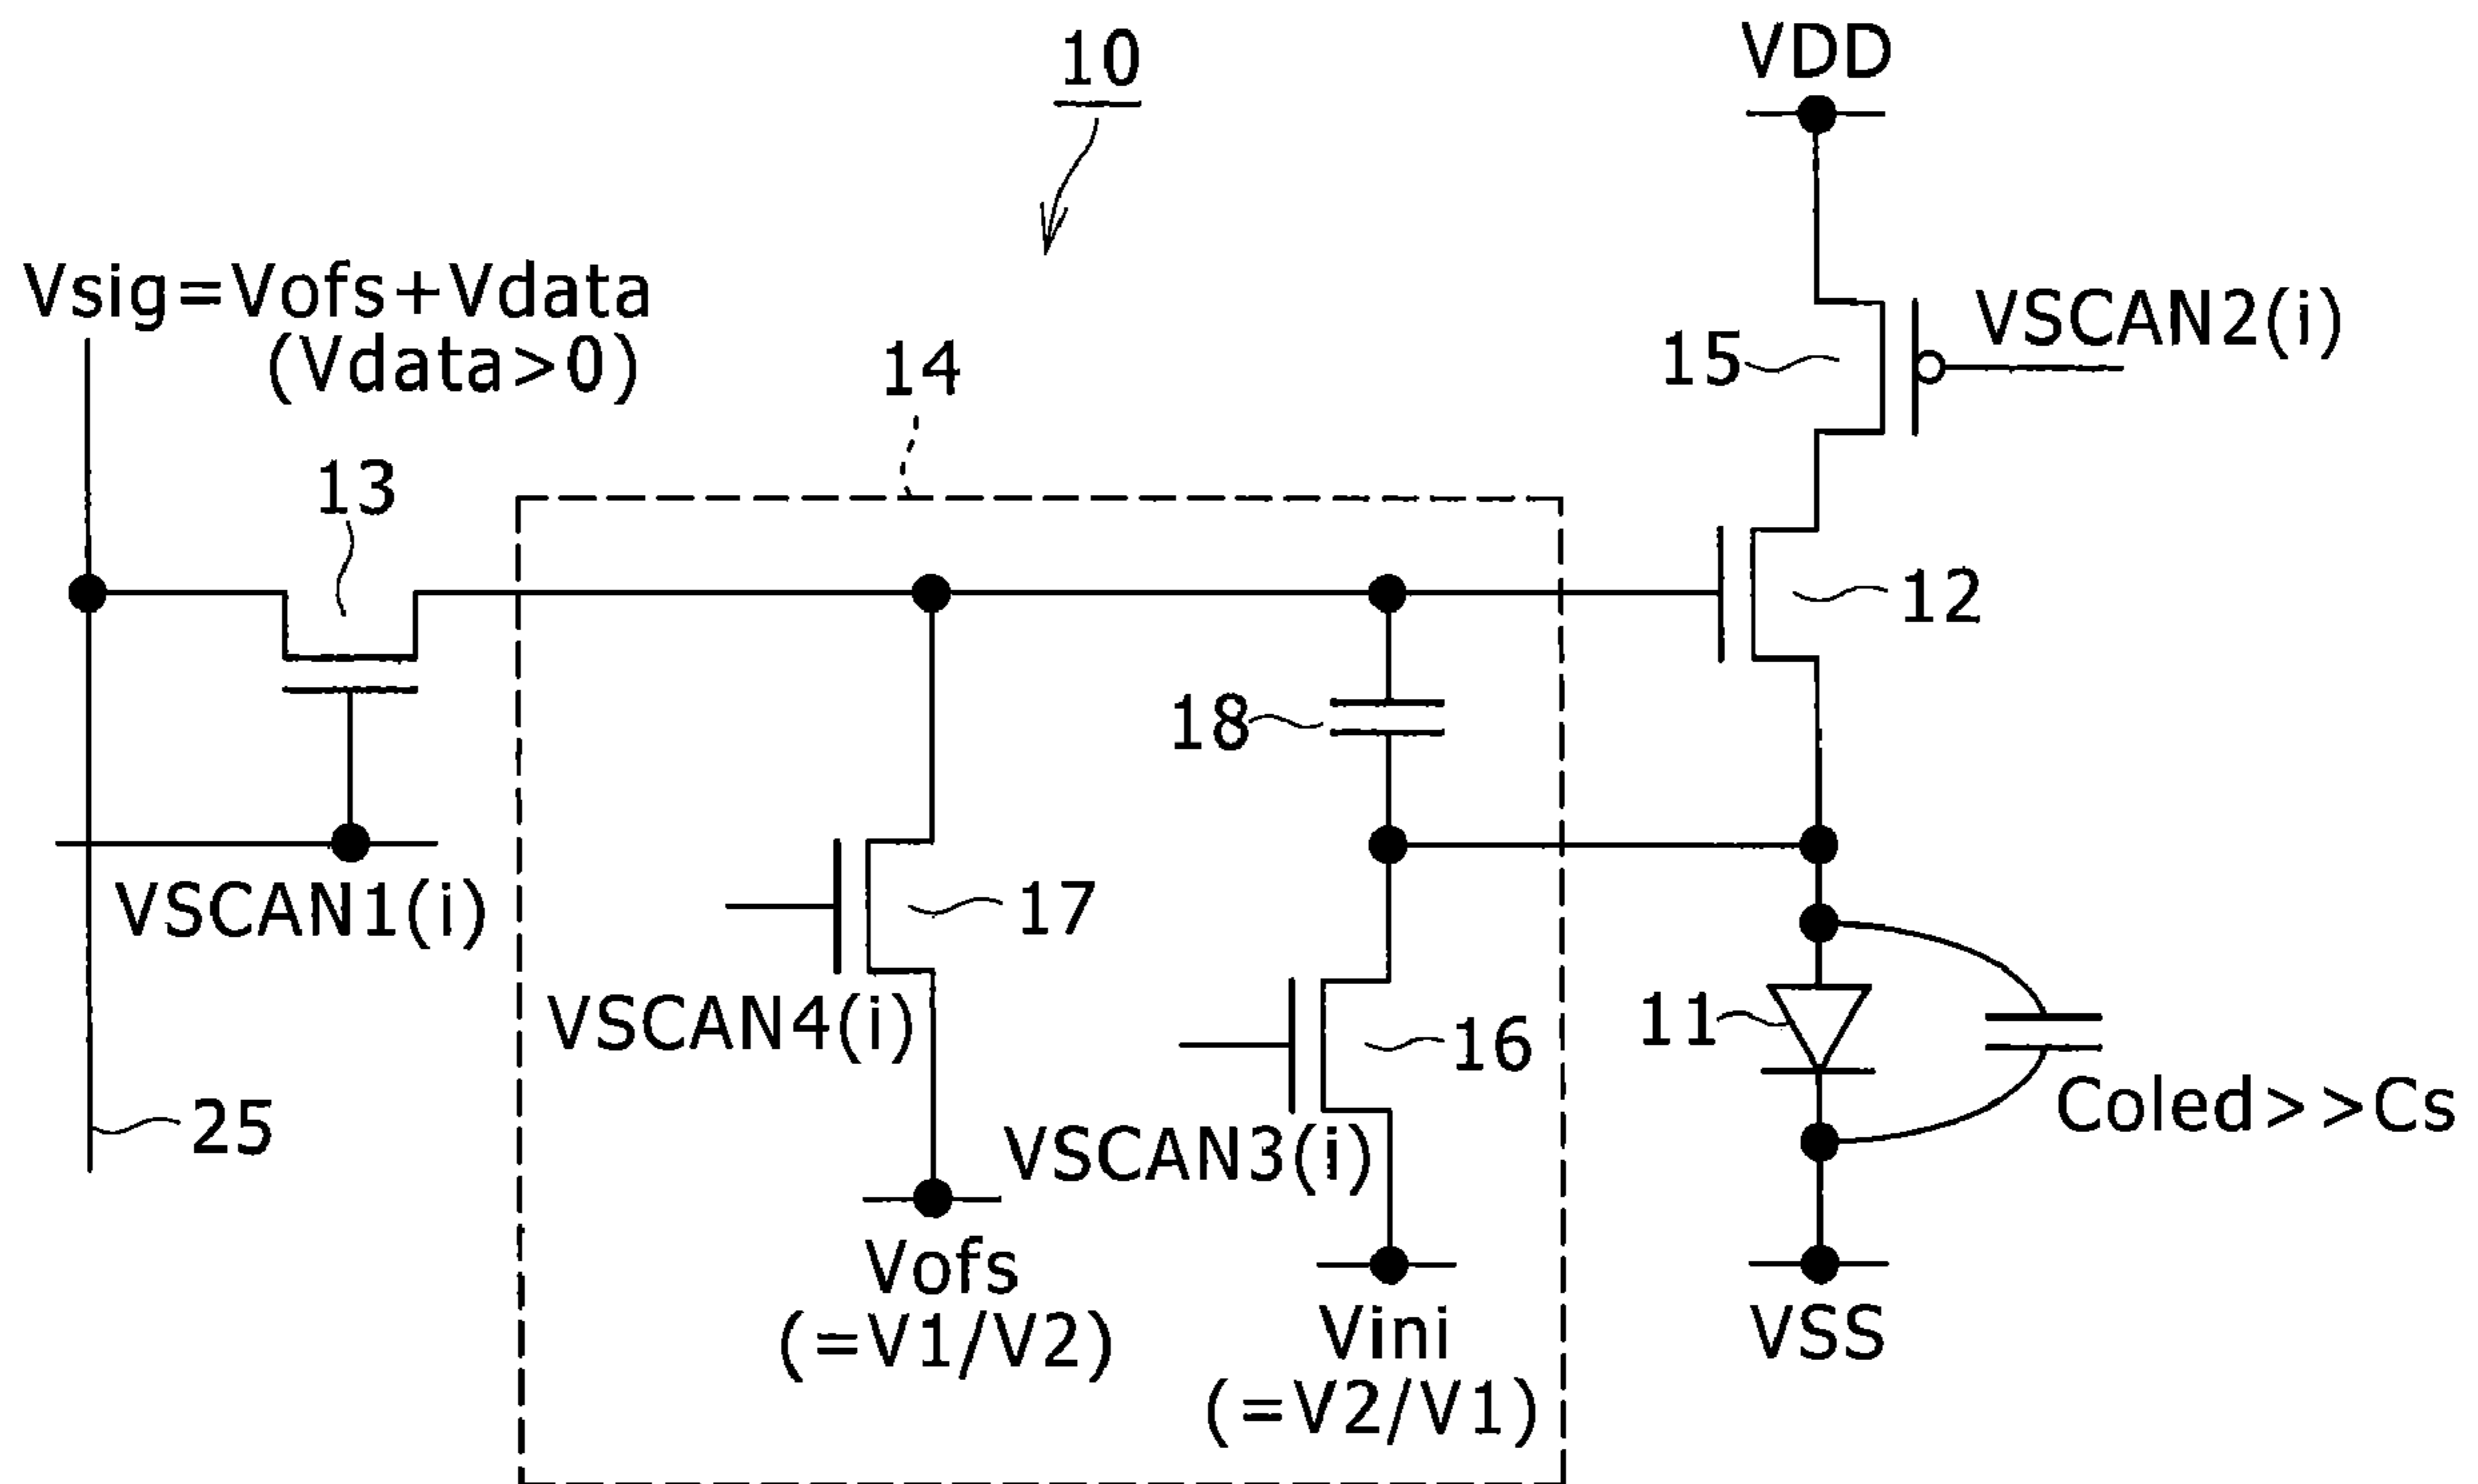 10
VDD
Vsig=Vofs+Vdata
(Vdata>0)
VSCAN2(i)
14
15
13
12
18
VSCAN1(i)
17
VSCAN4(i)
11
16
Coled>>Cs
25
VSCAN3(i)
Vofs
(=V1/V2)
Vini
(=V2/V1)
VSS